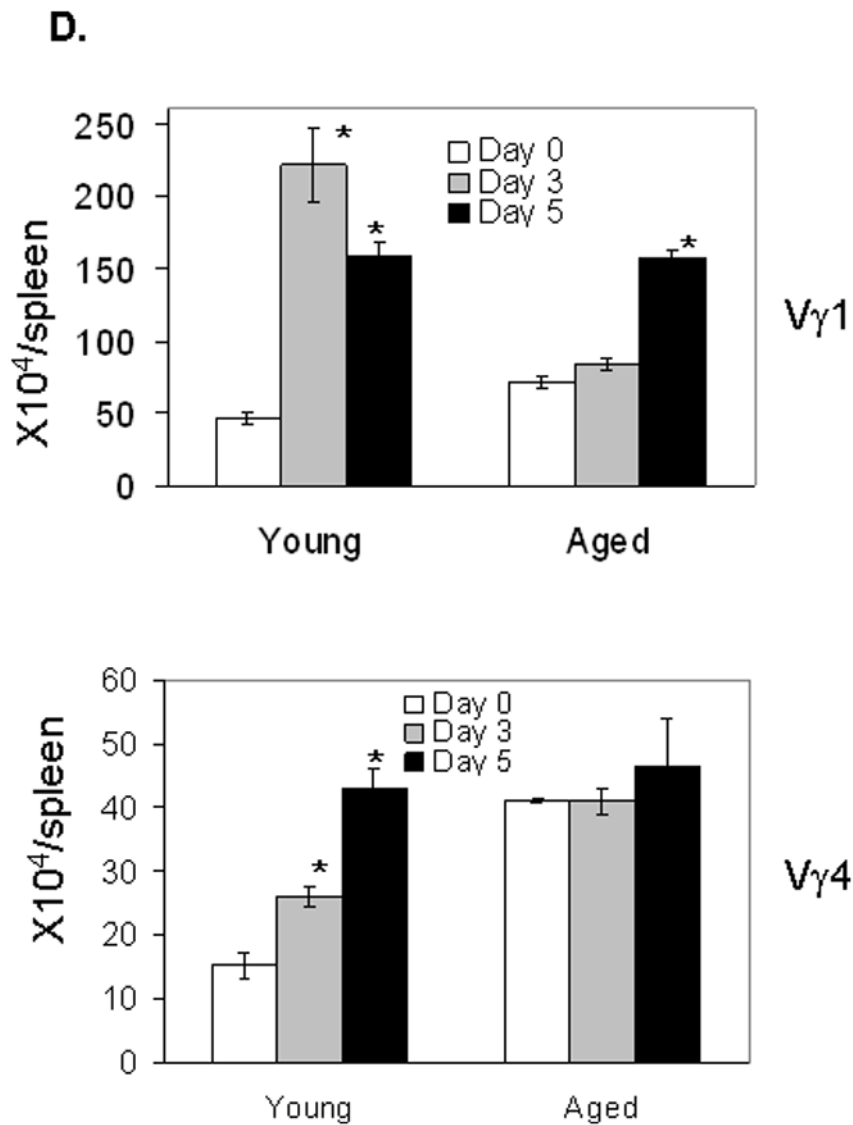 D.
250
200
150
100
50
0
X10⁴/spleen
* * *
Day 0
Day 3
Day 5
Young Aged
Vγ1
60
50
40
30
20
10
0
X10⁴/spleen
* *
Day 0
Day 3
Day 5
Young Aged
Vγ4